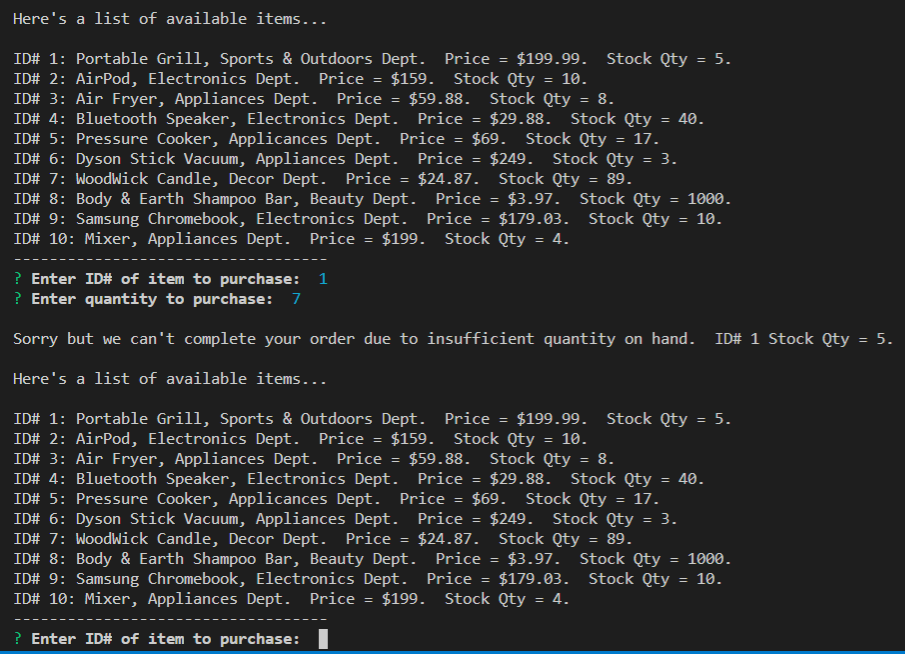 Here's a list of available items...
ID# 1: Portable Grill, Sports & Outdoors Dept.  Price = $199.99.  Stock Qty = 5.
ID# 2: AirPod, Electronics Dept.  Price = $159.  Stock Qty = 10.
ID# 3: Air Fryer, Appliances Dept.  Price = $59.88.  Stock Qty = 8.
ID# 4: Bluetooth Speaker, Electronics Dept.  Price = $29.88.  Stock Qty = 40.
ID# 5: Pressure Cooker, Applicances Dept.  Price = $69.  Stock Qty = 17.
ID# 6: Dyson Stick Vacuum, Appliances Dept.  Price = $249.  Stock Qty = 3.
ID# 7: WoodWick Candle, Decor Dept.  Price = $24.87.  Stock Qty = 89.
ID# 8: Body & Earth Shampoo Bar, Beauty Dept.  Price = $3.97.  Stock Qty = 1000.
ID# 9: Samsung Chromebook, Electronics Dept.  Price = $179.03.  Stock Qty = 10.
ID# 10: Mixer, Appliances Dept.  Price = $199.  Stock Qty = 4.
-----------------------------------
? Enter ID# of item to purchase:  1
? Enter quantity to purchase:  7
Sorry but we can't complete your order due to insufficient quantity on hand.  ID# 1 Stock Qty = 5.
Here's a list of available items...
ID# 1: Portable Grill, Sports & Outdoors Dept.  Price = $199.99.  Stock Qty = 5.
ID# 2: AirPod, Electronics Dept.  Price = $159.  Stock Qty = 10.
ID# 3: Air Fryer, Appliances Dept.  Price = $59.88.  Stock Qty = 8.
ID# 4: Bluetooth Speaker, Electronics Dept.  Price = $29.88.  Stock Qty = 40.
ID# 5: Pressure Cooker, Applicances Dept.  Price = $69.  Stock Qty = 17.
ID# 6: Dyson Stick Vacuum, Appliances Dept.  Price = $249.  Stock Qty = 3.
ID# 7: WoodWick Candle, Decor Dept.  Price = $24.87.  Stock Qty = 89.
ID# 8: Body & Earth Shampoo Bar, Beauty Dept.  Price = $3.97.  Stock Qty = 1000.
ID# 9: Samsung Chromebook, Electronics Dept.  Price = $179.03.  Stock Qty = 10.
ID# 10: Mixer, Appliances Dept.  Price = $199.  Stock Qty = 4.
-----------------------------------
? Enter ID# of item to purchase: